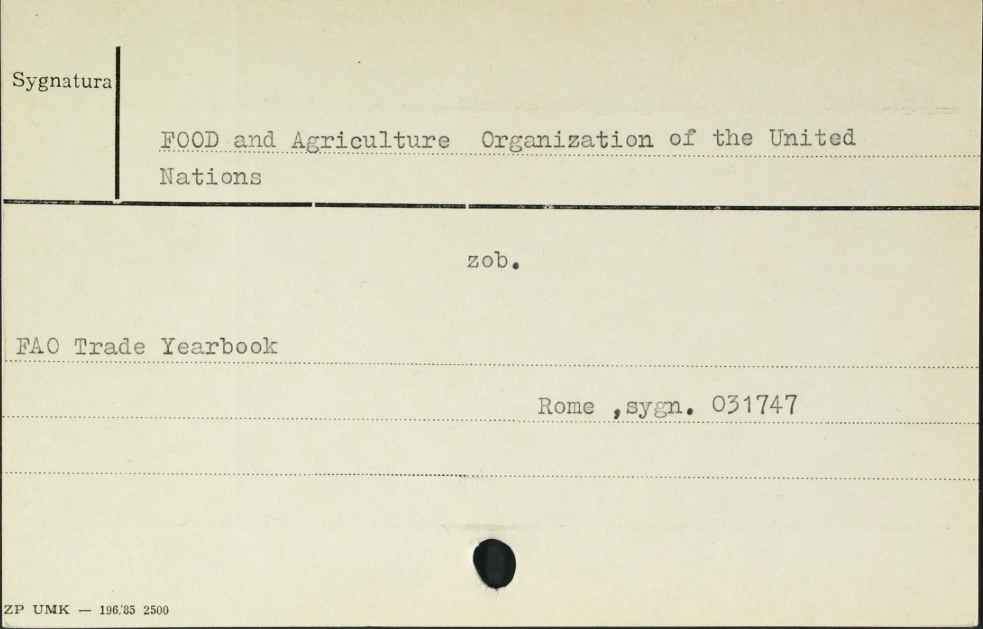 Sygnatura
FOOD and Agriculture Organization of the United
Nations
zob.
FAO Trade Yearbook
Rome ,sygn. 031747
ZP UMK — 196/85 2500